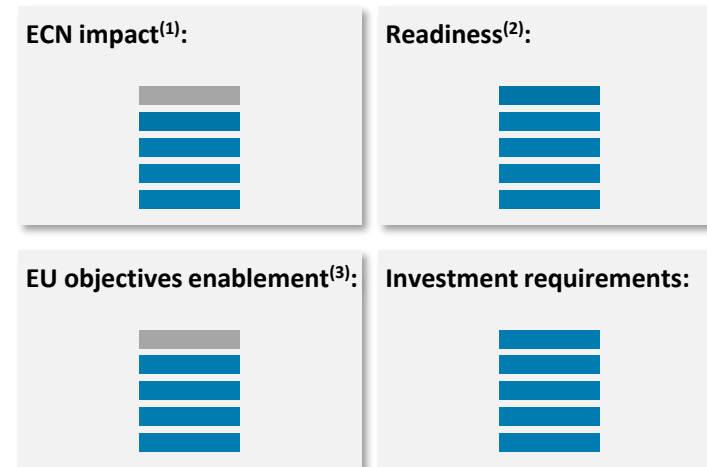 ECN impact(1):
Readiness(2):
EU objectives enablement(3):
Investment requirements: